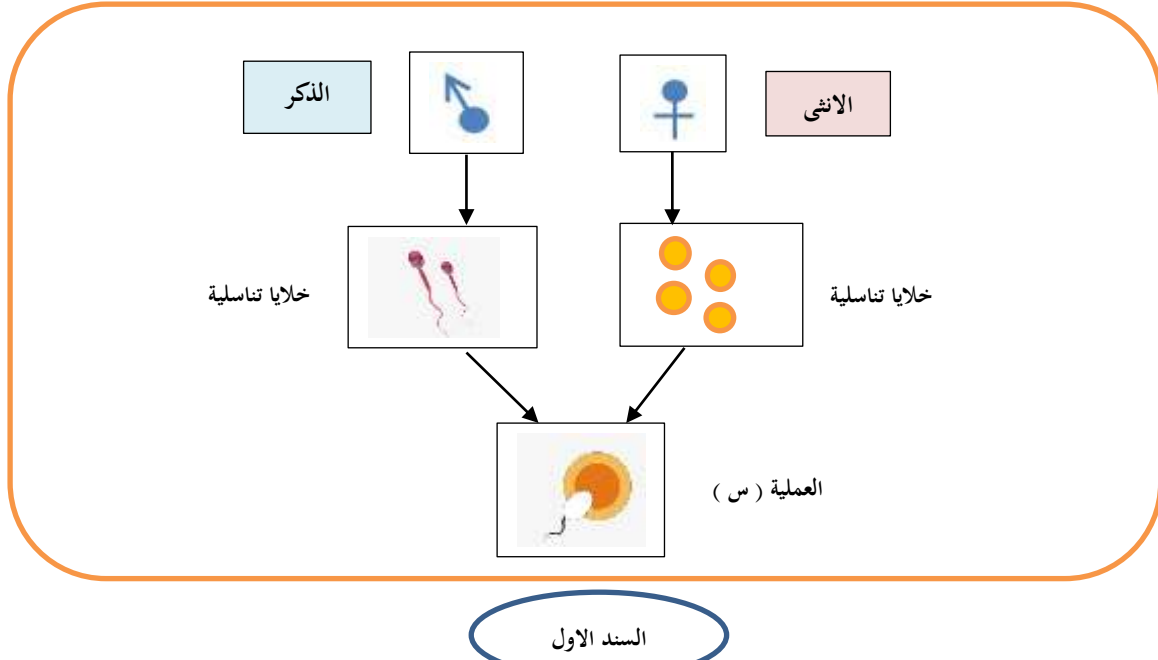 الانثى
الذكر
خلايا تناسلية
خلايا تناسلية
العملية ( س )
السند الاول